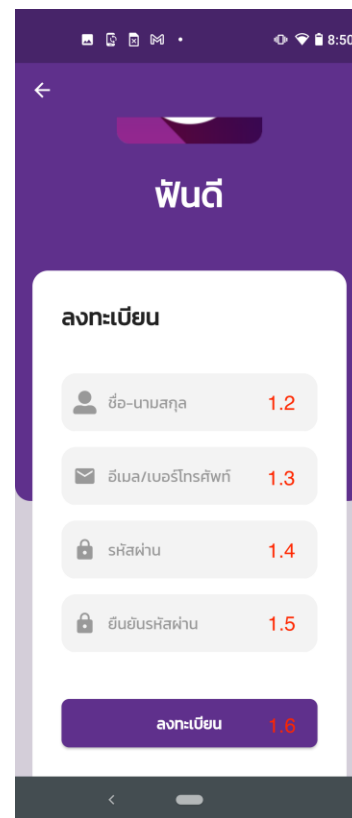 8:50
ฟันดี
ลงทะเบียน
ชื่อ-นามสกุล 1.2
อีเมล/เบอร์โทรศัพท์ 1.3
รหัสผ่าน 1.4
ยืนยันรหัสผ่าน 1.5
ลงทะเบียน 1.6